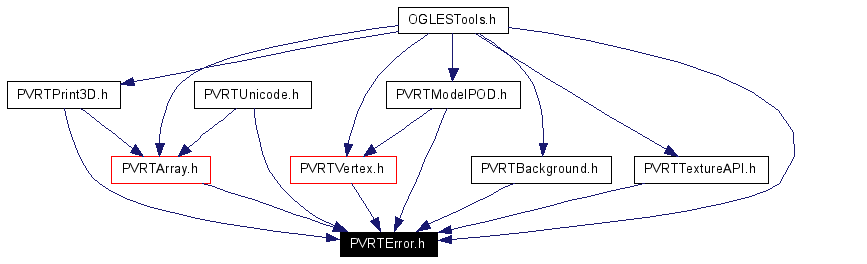 OGLESTools.h
PVRTPrint3D.h
PVRTUnicode.h
PVRTModelPOD.h
PVRTArray.h
PVRTVertex.h
PVRTBackground.h
PVRTTextureAPI.h
PVRTError.h